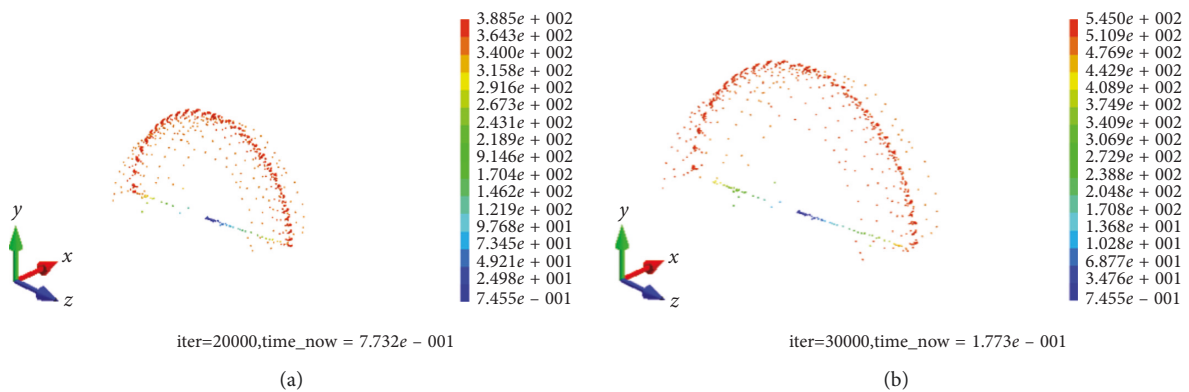 3.885e + 002
3.643e + 002
3.400e + 002
3.158e + 002
2.916e + 002
2.673e + 002
2.431e + 002
2.189e + 002
9.146e + 002
1.704e + 002
1.462e + 002
1.219e + 002
9.768e + 001
7.345e + 001
4.921e + 001
2.498e + 001
7.455e – 001
y
x
z
iter=20000,time_now = 7.732e – 001
(a)
5.450e + 002
5.109e + 002
4.769e + 002
4.429e + 002
4.089e + 002
3.749e + 002
3.409e + 002
3.069e + 002
2.729e + 002
2.388e + 002
2.048e + 002
1.708e + 002
1.368e + 001
1.028e + 001
6.877e + 001
3.476e + 001
7.455e – 001
y
x
z
iter=30000,time_now = 1.773e – 001
(b)